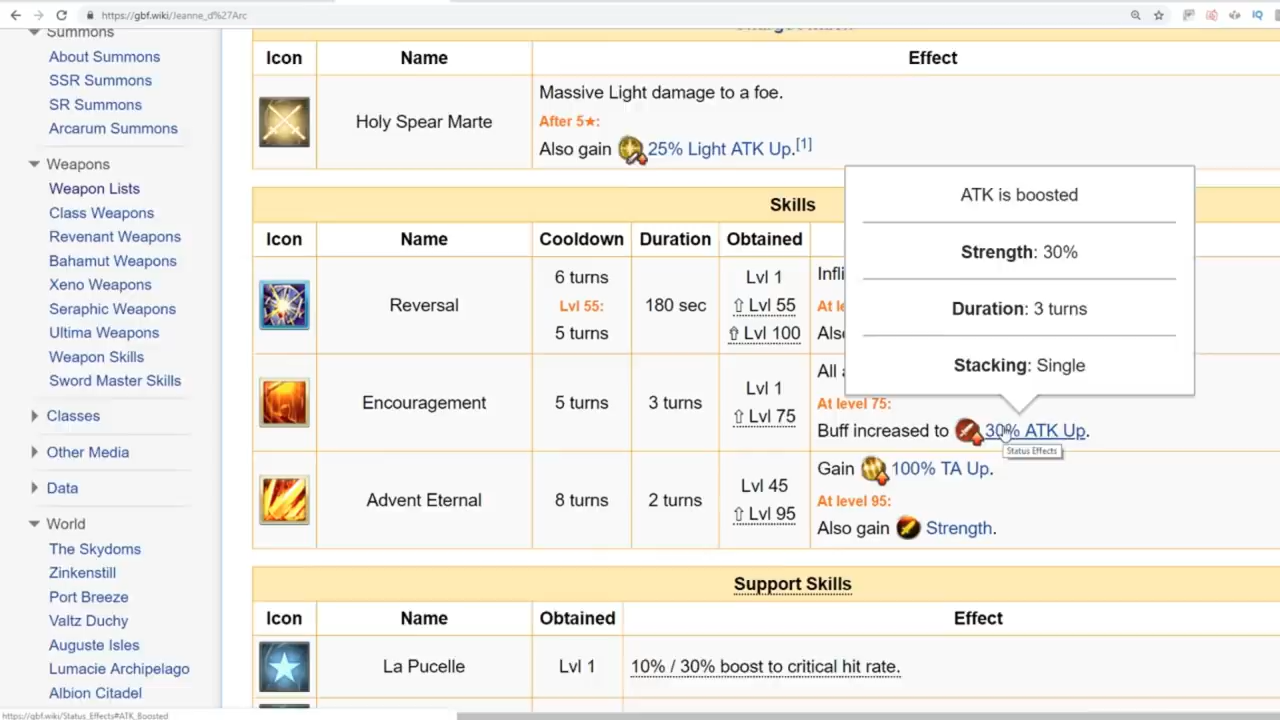 https://gbf.wiki/Jeanne_d%27Arc
Summons
About Summons
SSR Summons
SR Summons
Arcarum Summons
Weapons
Weapon Lists
Class Weapons
Revenant Weapons
Bahamut Weapons
Xeno Weapons
Seraphic Weapons
Ultima Weapons
Weapon Skills
Sword Master Skills
Classes
Other Media
Data
World
The Skydoms
Zinkenstill
Port Breeze
Valtz Duchy
Auguste Isles
Lumacie Archipelago
Albion Citadel
https://gbf.wiki/Status_Effects#ATK_Boosted
Icon Name Effect
Holy Spear Marte
Massive Light damage to a foe.
After 5★:
Also gain 25% Light ATK Up.[1]
Skills
Icon Name Cooldown Duration Obtained
Reversal
6 turns
Lvl 55:
5 turns
180 sec
Lvl 1
⇧ Lvl 55
⇧ Lvl 100
Infli
At le
Also
Encouragement
5 turns
3 turns
Lvl 1
⇧ Lvl 75
All a
At level 75:
Buff increased to 30% ATK Up.
Advent Eternal
8 turns
2 turns
Lvl 45
⇧ Lvl 95
Gain 100% TA Up.
At level 95:
Also gain Strength.
ATK is boosted
Strength: 30%
Duration: 3 turns
Stacking: Single
Status Effects
Support Skills
Icon Name Obtained Effect
La Pucelle Lvl 1 10% / 30% boost to critical hit rate.
IQ